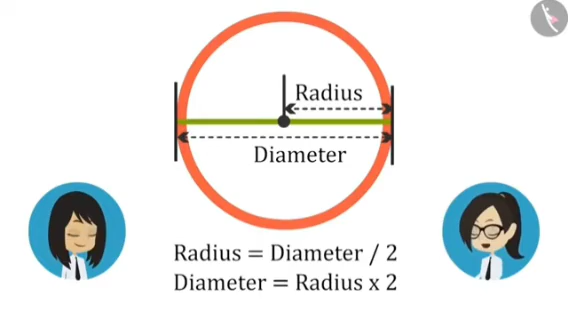 Radius
Diameter
Radius = Diameter / 2
Diameter = Radius x 2